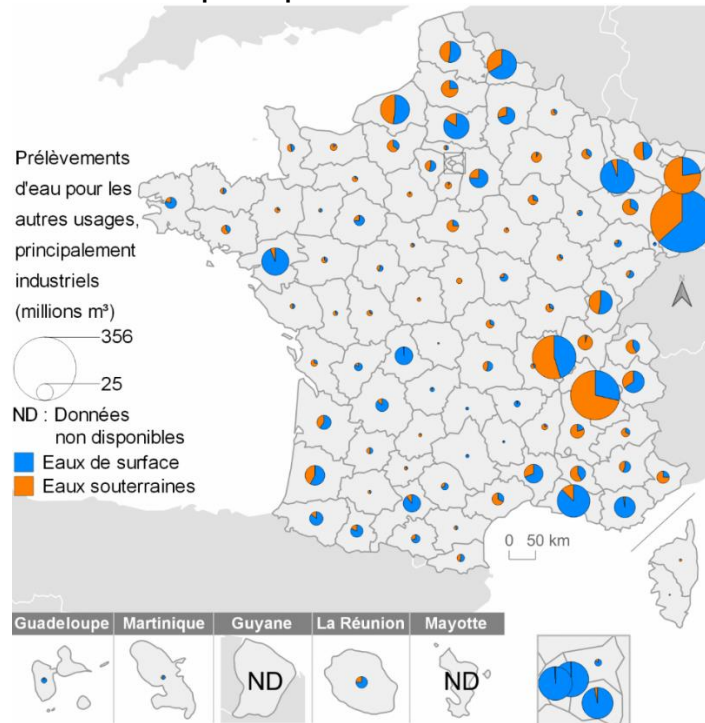 Prélèvements
d'eau pour les
autres usages,
principalement
industriels
(millions m³)
356
25
ND : Données
non disponibles
Eaux de surface
Eaux souterraines
N
0 50 km
Guadeloupe Martinique Guyane La Réunion Mayotte
ND ND